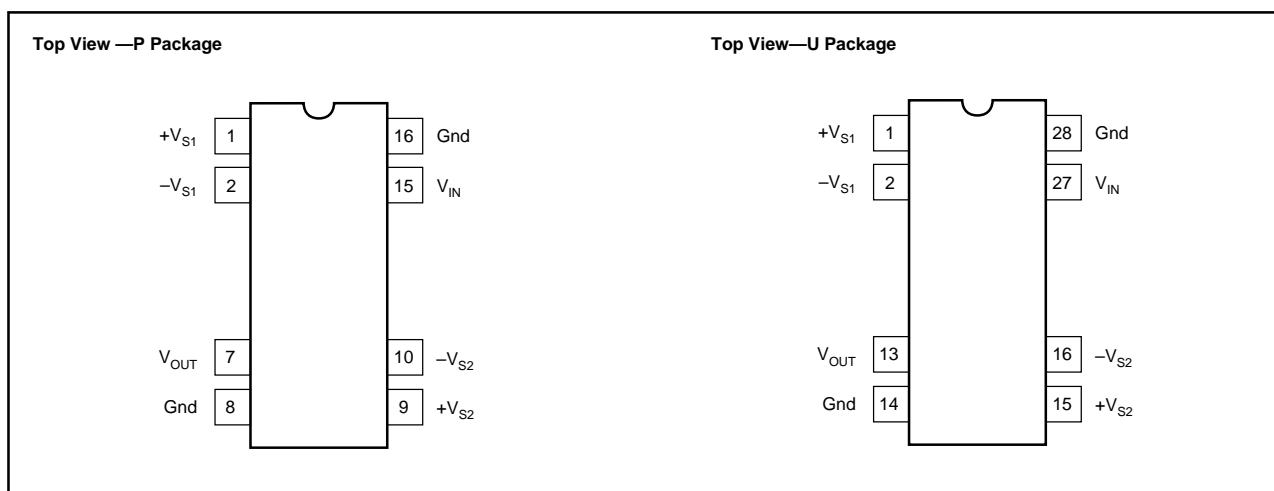 Top View —P Package
+VS1 1 16 Gnd
–VS1 2 15 VIN
VOUT 7 10 –VS2
Gnd 8 9 +VS2
Top View—U Package
+VS1 1 28 Gnd
–VS1 2 27 VIN
VOUT 13 16 –VS2
Gnd 14 15 +VS2